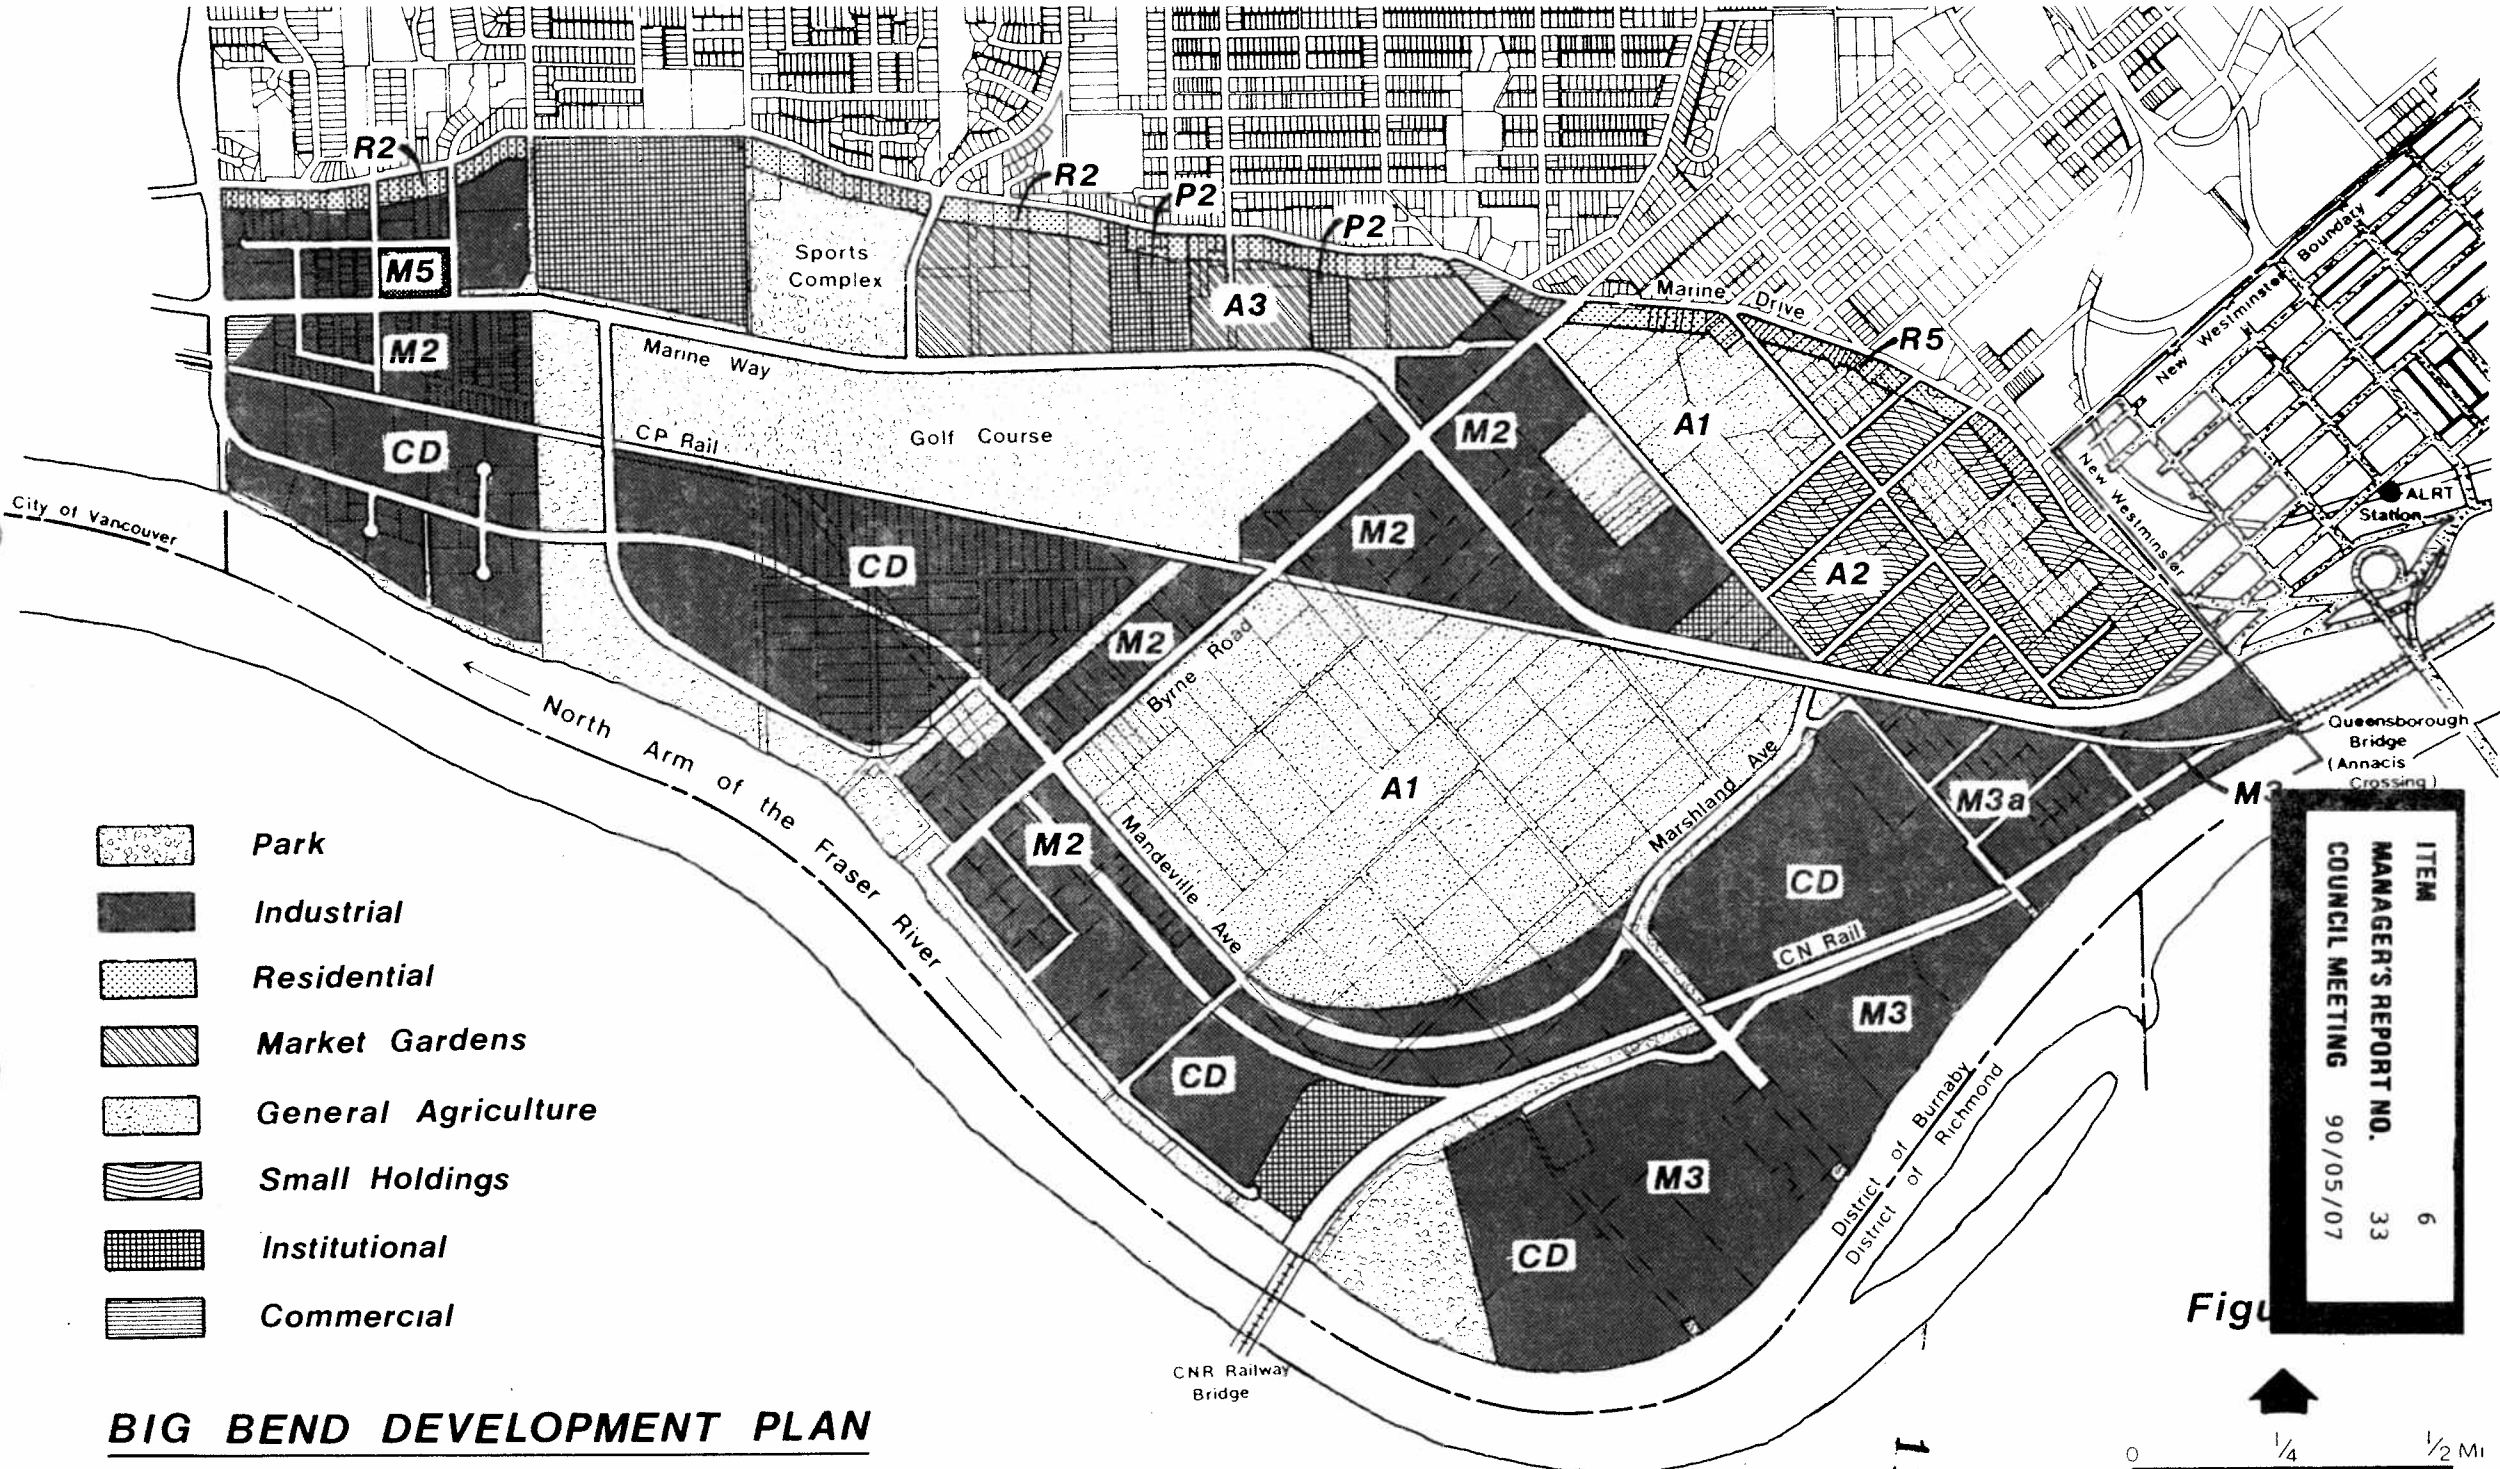 R2
R2
P2
P2
Sports
Complex
M5
A3
Marine Drive
R5
New Westminster Boundary
M2
Marine Way
CP Rail
Golf Course
M2
A1
CD
New Westminster
ALRT
Station
City of Vancouver
CD
M2
A2
M2
Byrne Road
← North Arm of the Fraser River
A1
Marshland Ave
Mandeville Ave
M2
M3a
Queensborough
Bridge
(Annacis
Crossing)
CD
CN Rail
M3
CD
M3
CD
District of Burnaby
District of Richmond
CNR Railway
Bridge
Park
Industrial
Residential
Market Gardens
General Agriculture
Small Holdings
Institutional
Commercial
BIG BEND DEVELOPMENT PLAN
ITEM 6
MANAGER'S REPORT NO. 33
COUNCIL MEETING 90/05/07
0 1/4 1/2 MI